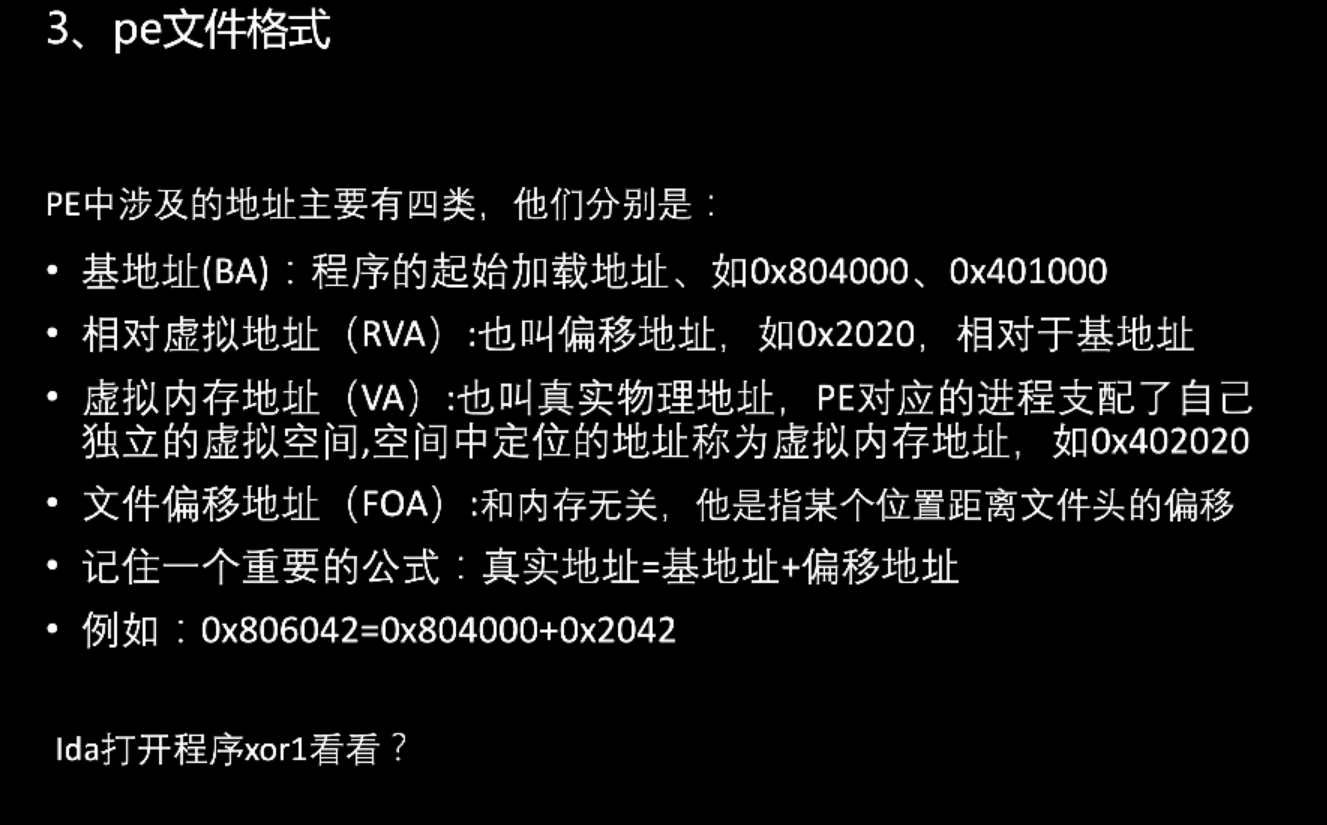 3、pe文件格式
PE中涉及的地址主要有四类，他们分别是：
• 基地址(BA)：程序的起始加载地址、如0x804000、0x401000
• 相对虚拟地址（RVA）:也叫偏移地址，如0x2020，相对于基地址
• 虚拟内存地址（VA）:也叫真实物理地址，PE对应的进程支配了自己
独立的虚拟空间,空间中定位的地址称为虚拟内存地址，如0x402020
• 文件偏移地址（FOA）:和内存无关，他是指某个位置距离文件头的偏移
• 记住一个重要的公式：真实地址=基地址+偏移地址
• 例如：0x806042=0x804000+0x2042
Ida打开程序xor1看看？